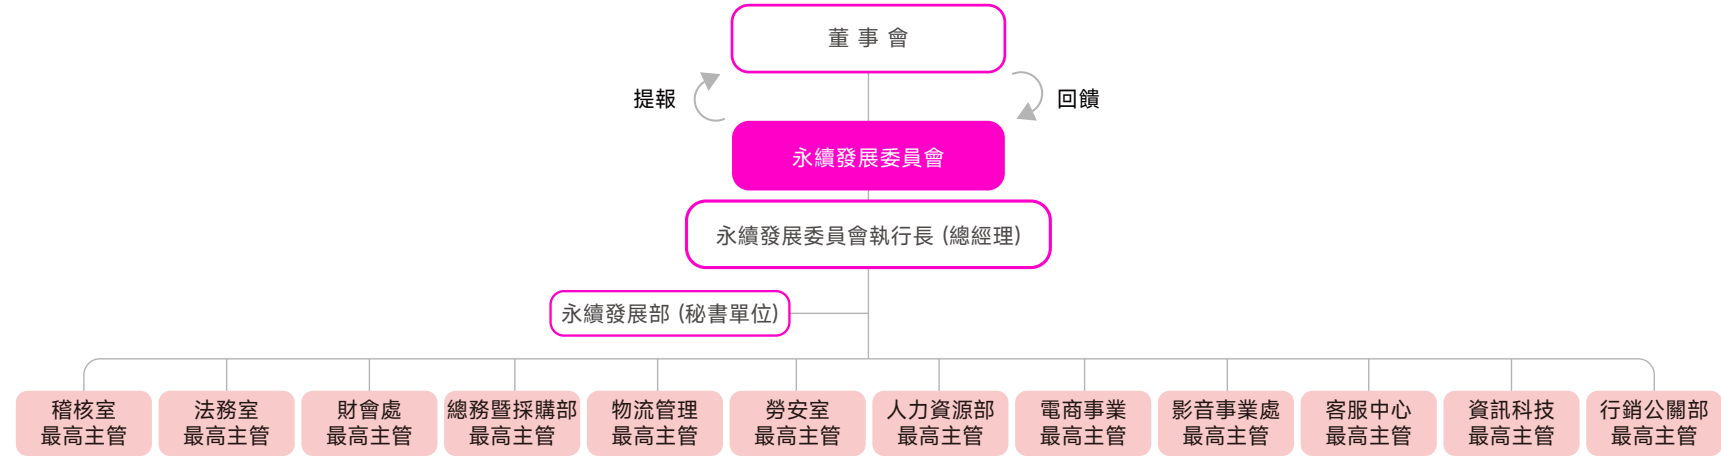 董事會
提報
回饋
永續發展委員會
永續發展委員會執行長 (總經理)
永續發展部 (秘書單位)
稽核室
最高主管
法務室
最高主管
財會處
最高主管
總務暨採購部
最高主管
物流管理
最高主管
勞安室
最高主管
人力資源部
最高主管
電商事業
最高主管
影音事業處
最高主管
客服中心
最高主管
資訊科技
最高主管
行銷公關部
最高主管